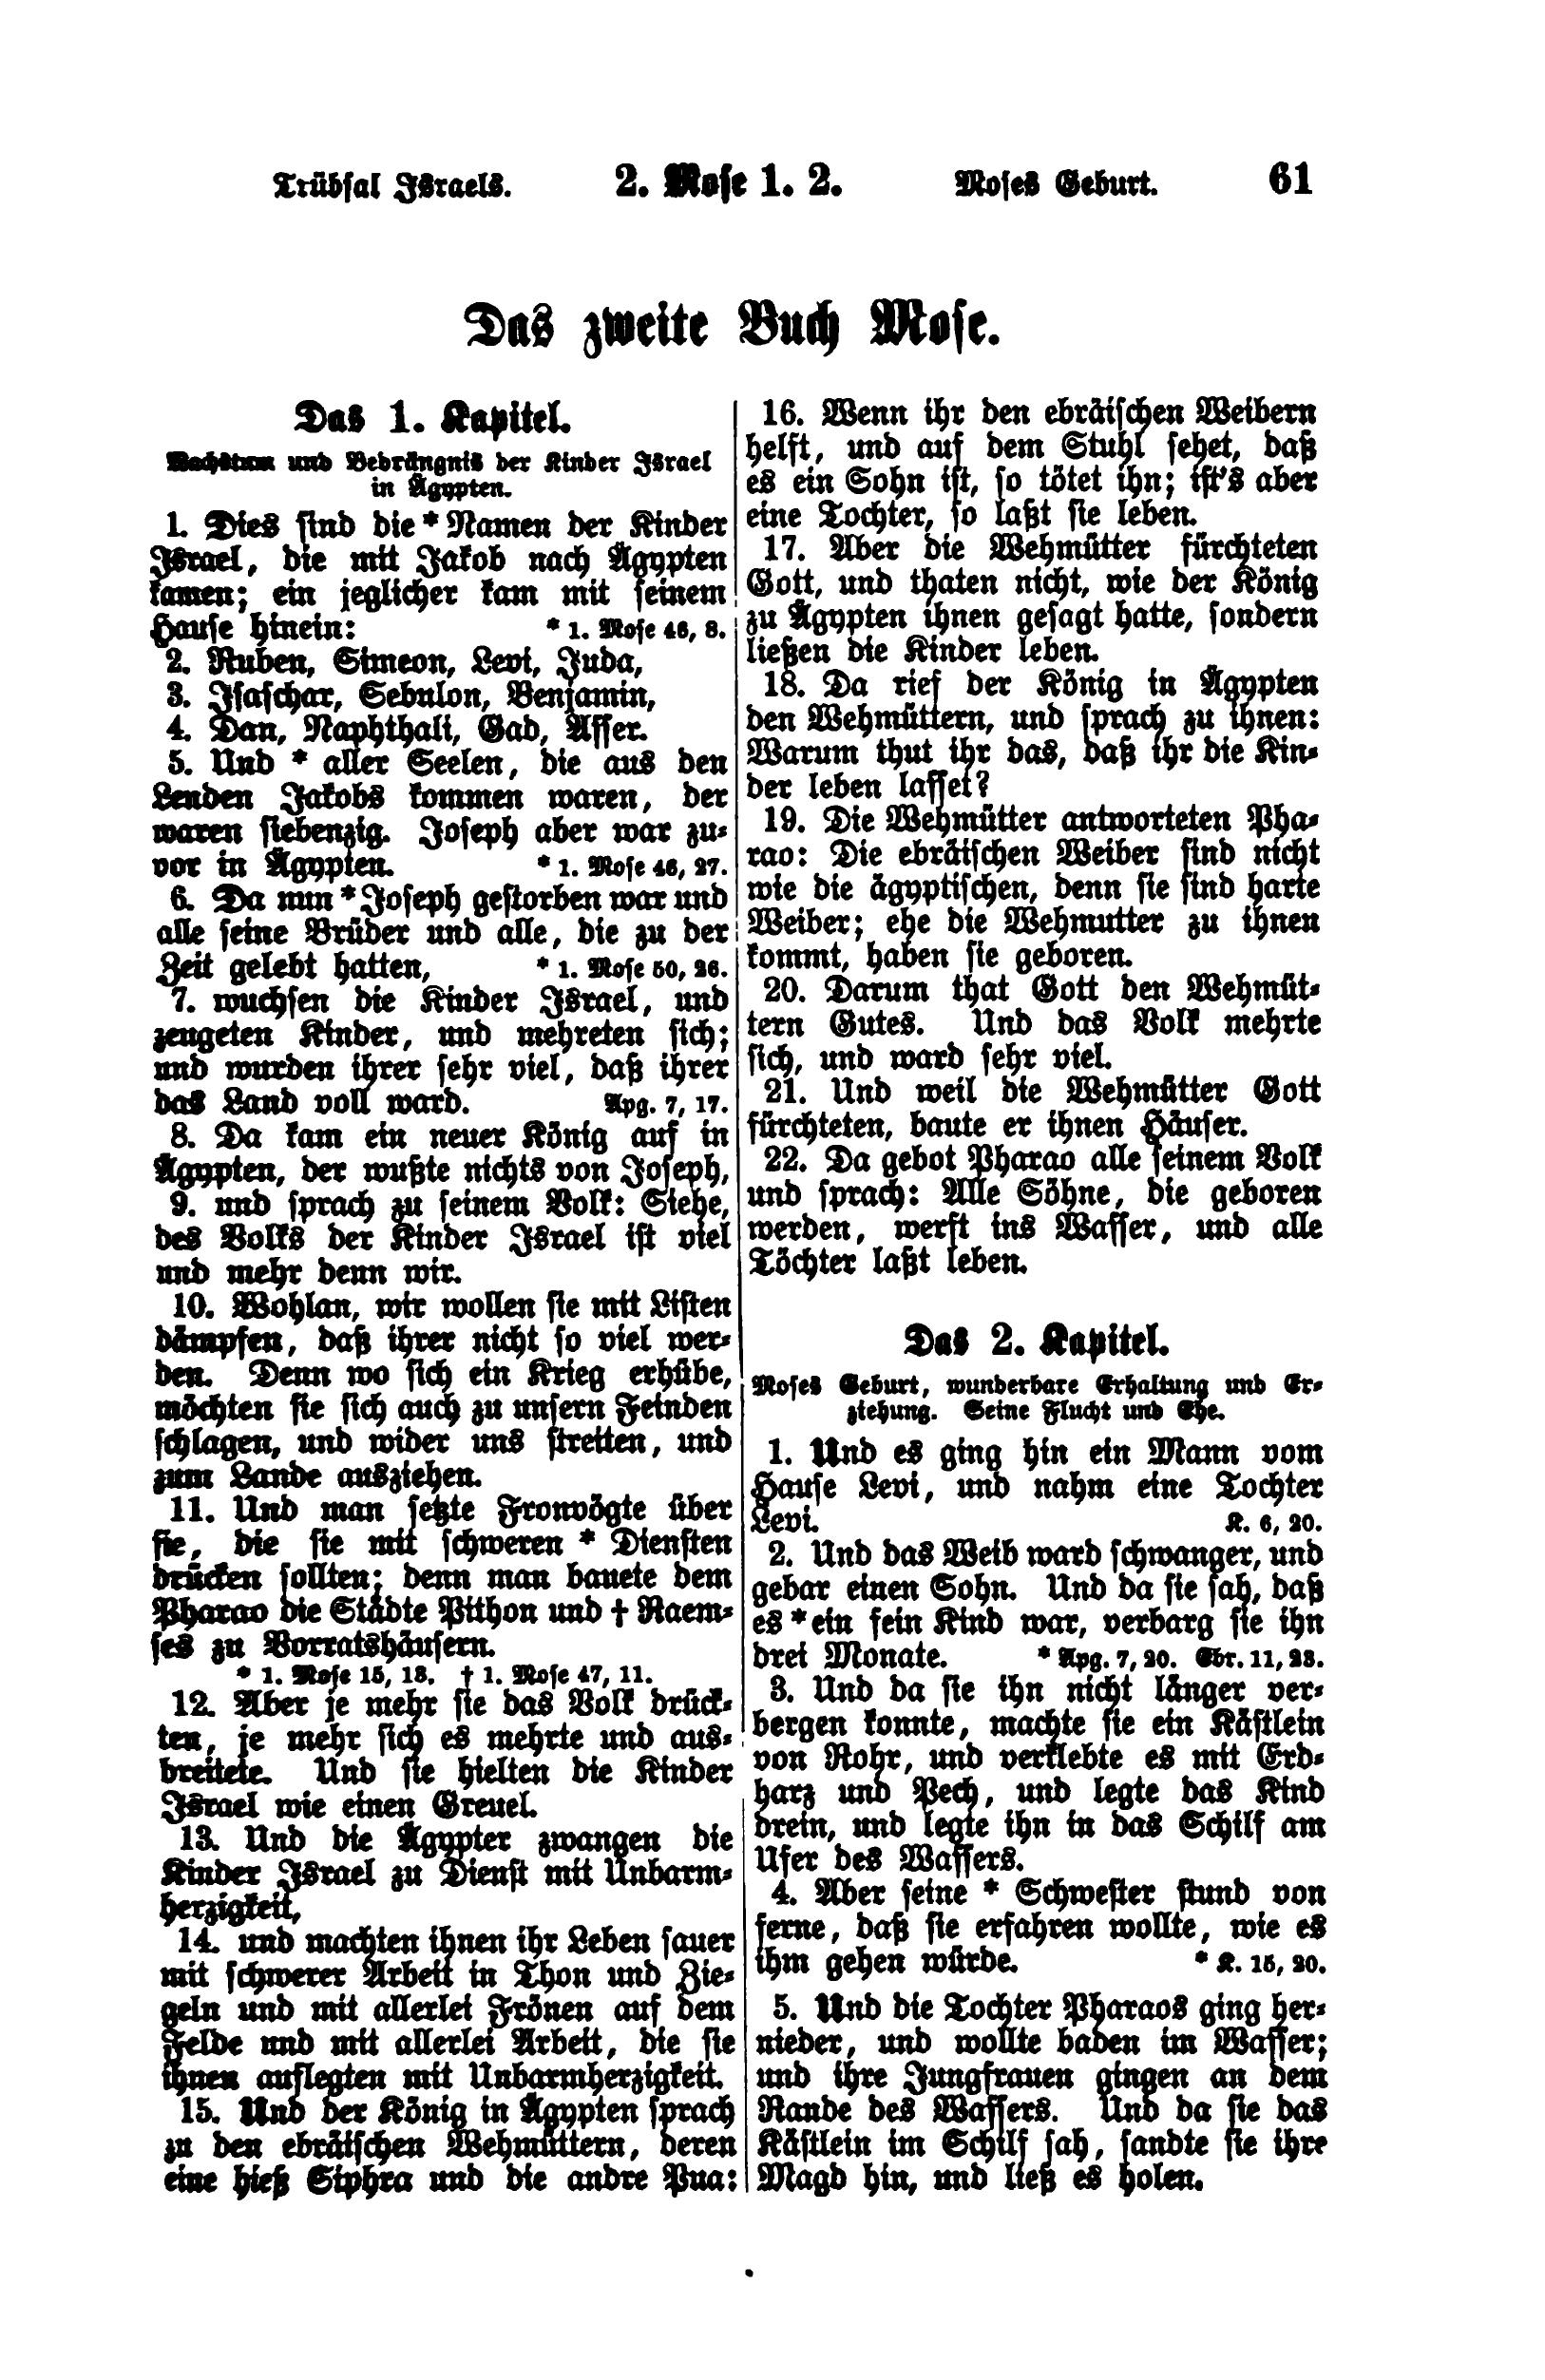 Trübsal Israels. 2. Mose 1. 2. Moses Geburt. 61
Das zweite Buch Mose.
Das 1. Kapitel.
Wachstum und Bedrängnis der Kinder Israel
in Ägypten.
1. Dies sind die * Namen der Kinder
Israel, die mit Jakob nach Ägypten
kamen; ein jeglicher kam mit seinem
Hause hinein: * 1. Mose 46, 8.
2. Ruben, Simeon, Levi, Juda,
3. Isaschar, Sebulon, Benjamin,
4. Dan, Naphthali, Gad, Asser.
5. Und * aller Seelen, die aus den
Lenden Jakobs kommen waren, der
waren siebenzig. Joseph aber war zu-
vor in Ägypten. * 1. Mose 46, 27.
6. Da nun * Joseph gestorben war und
alle seine Brüder und alle, die zu der
Zeit gelebt hatten, * 1. Mose 50, 26.
7. wuchsen die Kinder Israel, und
zeugeten Kinder, und mehreten sich;
und wurden ihrer sehr viel, daß ihrer
das Land voll ward. Apg. 7, 17.
8. Da kam ein neuer König auf in
Ägypten, der wußte nichts von Joseph,
9. und sprach zu seinem Volk: Siehe,
des Volks der Kinder Israel ist viel
und mehr denn wir.
10. Wohlan, wir wollen sie mit Listen
dämpfen, daß ihrer nicht so viel wer-
den. Denn wo sich ein Krieg erhübe,
möchten sie sich auch zu unsern Feinden
schlagen, und wider uns streiten, und
zum Lande ausziehen.
11. Und man setzte Fronvögte über
sie, die sie mit schweren * Diensten
drücken sollten; denn man bauete dem
Pharao die Städte Pithon und † Raem-
ses zu Vorratshäusern.
* 1. Mose 15, 13. † 1. Mose 47, 11.
12. Aber je mehr sie das Volk drück-
ten, je mehr sich es mehrte und aus-
breitete. Und sie hielten die Kinder
Israel wie einen Greuel.
13. Und die Ägypter zwangen die
Kinder Israel zu Dienst mit Unbarm-
herzigkeit,
14. und machten ihnen ihr Leben sauer
mit schwerer Arbeit in Thon und Zie-
geln und mit allerlei Frönen auf dem
Felde und mit allerlei Arbeit, die sie
ihnen auflegten mit Unbarmherzigkeit.
15. Und der König in Ägypten sprach
zu den ebräischen Wehmüttern, deren
eine hieß Siphra und die andre Pua:
16. Wenn ihr den ebräischen Weibern
helft, und auf dem Stuhl sehet, daß
es ein Sohn ist, so tötet ihn; ist's aber
eine Tochter, so laßt sie leben.
17. Aber die Wehmütter fürchteten
Gott, und thaten nicht, wie der König
zu Ägypten ihnen gesagt hatte, sondern
ließen die Kinder leben.
18. Da rief der König in Ägypten
den Wehmüttern, und sprach zu ihnen:
Warum thut ihr das, daß ihr die Kin-
der leben lasset?
19. Die Wehmütter antworteten Pha-
rao: Die ebräischen Weiber sind nicht
wie die ägyptischen, denn sie sind harte
Weiber; ehe die Wehmutter zu ihnen
kommt, haben sie geboren.
20. Darum that Gott den Wehmüt-
tern Gutes. Und das Volk mehrte
sich, und ward sehr viel.
21. Und weil die Wehmütter Gott
fürchteten, baute er ihnen Häuser.
22. Da gebot Pharao alle seinem Volk
und sprach: Alle Söhne, die geboren
werden, werft ins Wasser, und alle
Töchter laßt leben.
Das 2. Kapitel.
Moses Geburt, wunderbare Erhaltung und Er-
ziehung. Seine Flucht und Ehe.
1. Und es ging hin ein Mann vom
Hause Levi, und nahm eine Tochter
Levi. K. 6, 20.
2. Und das Weib ward schwanger, und
gebar einen Sohn. Und da sie sah, daß
es * ein fein Kind war, verbarg sie ihn
drei Monate. * Apg. 7, 20. Ebr. 11, 23.
3. Und da sie ihn nicht länger ver-
bergen konnte, machte sie ein Kästlein
von Rohr, und verklebte es mit Erd-
harz und Pech, und legte das Kind
drein, und legte ihn in das Schilf am
Ufer des Wassers.
4. Aber seine * Schwester stund von
ferne, daß sie erfahren wollte, wie es
ihm gehen würde. * K. 15, 20.
5. Und die Tochter Pharaos ging her-
nieder, und wollte baden im Wasser;
und ihre Jungfrauen gingen an dem
Rande des Wassers. Und da sie das
Kästlein im Schilf sah, sandte sie ihre
Magd hin, und ließ es holen.